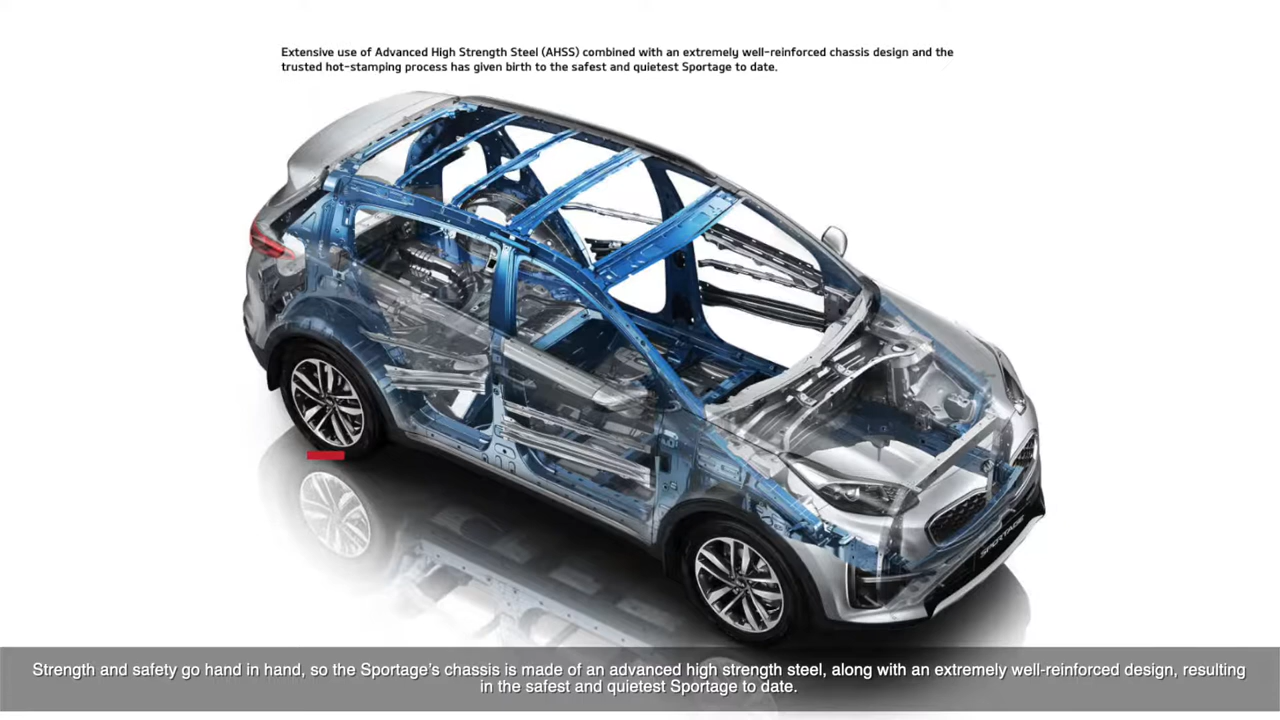 Extensive use of Advanced High Strength Steel (AHSS) combined with an extremely well-reinforced chassis design and the
trusted hot-stamping process has given birth to the safest and quietest Sportage to date.
SPORTAGE
Strength and safety go hand in hand, so the Sportage's chassis is made of an advanced high strength steel, along with an extremely well-reinforced design, resulting
in the safest and quietest Sportage to date.